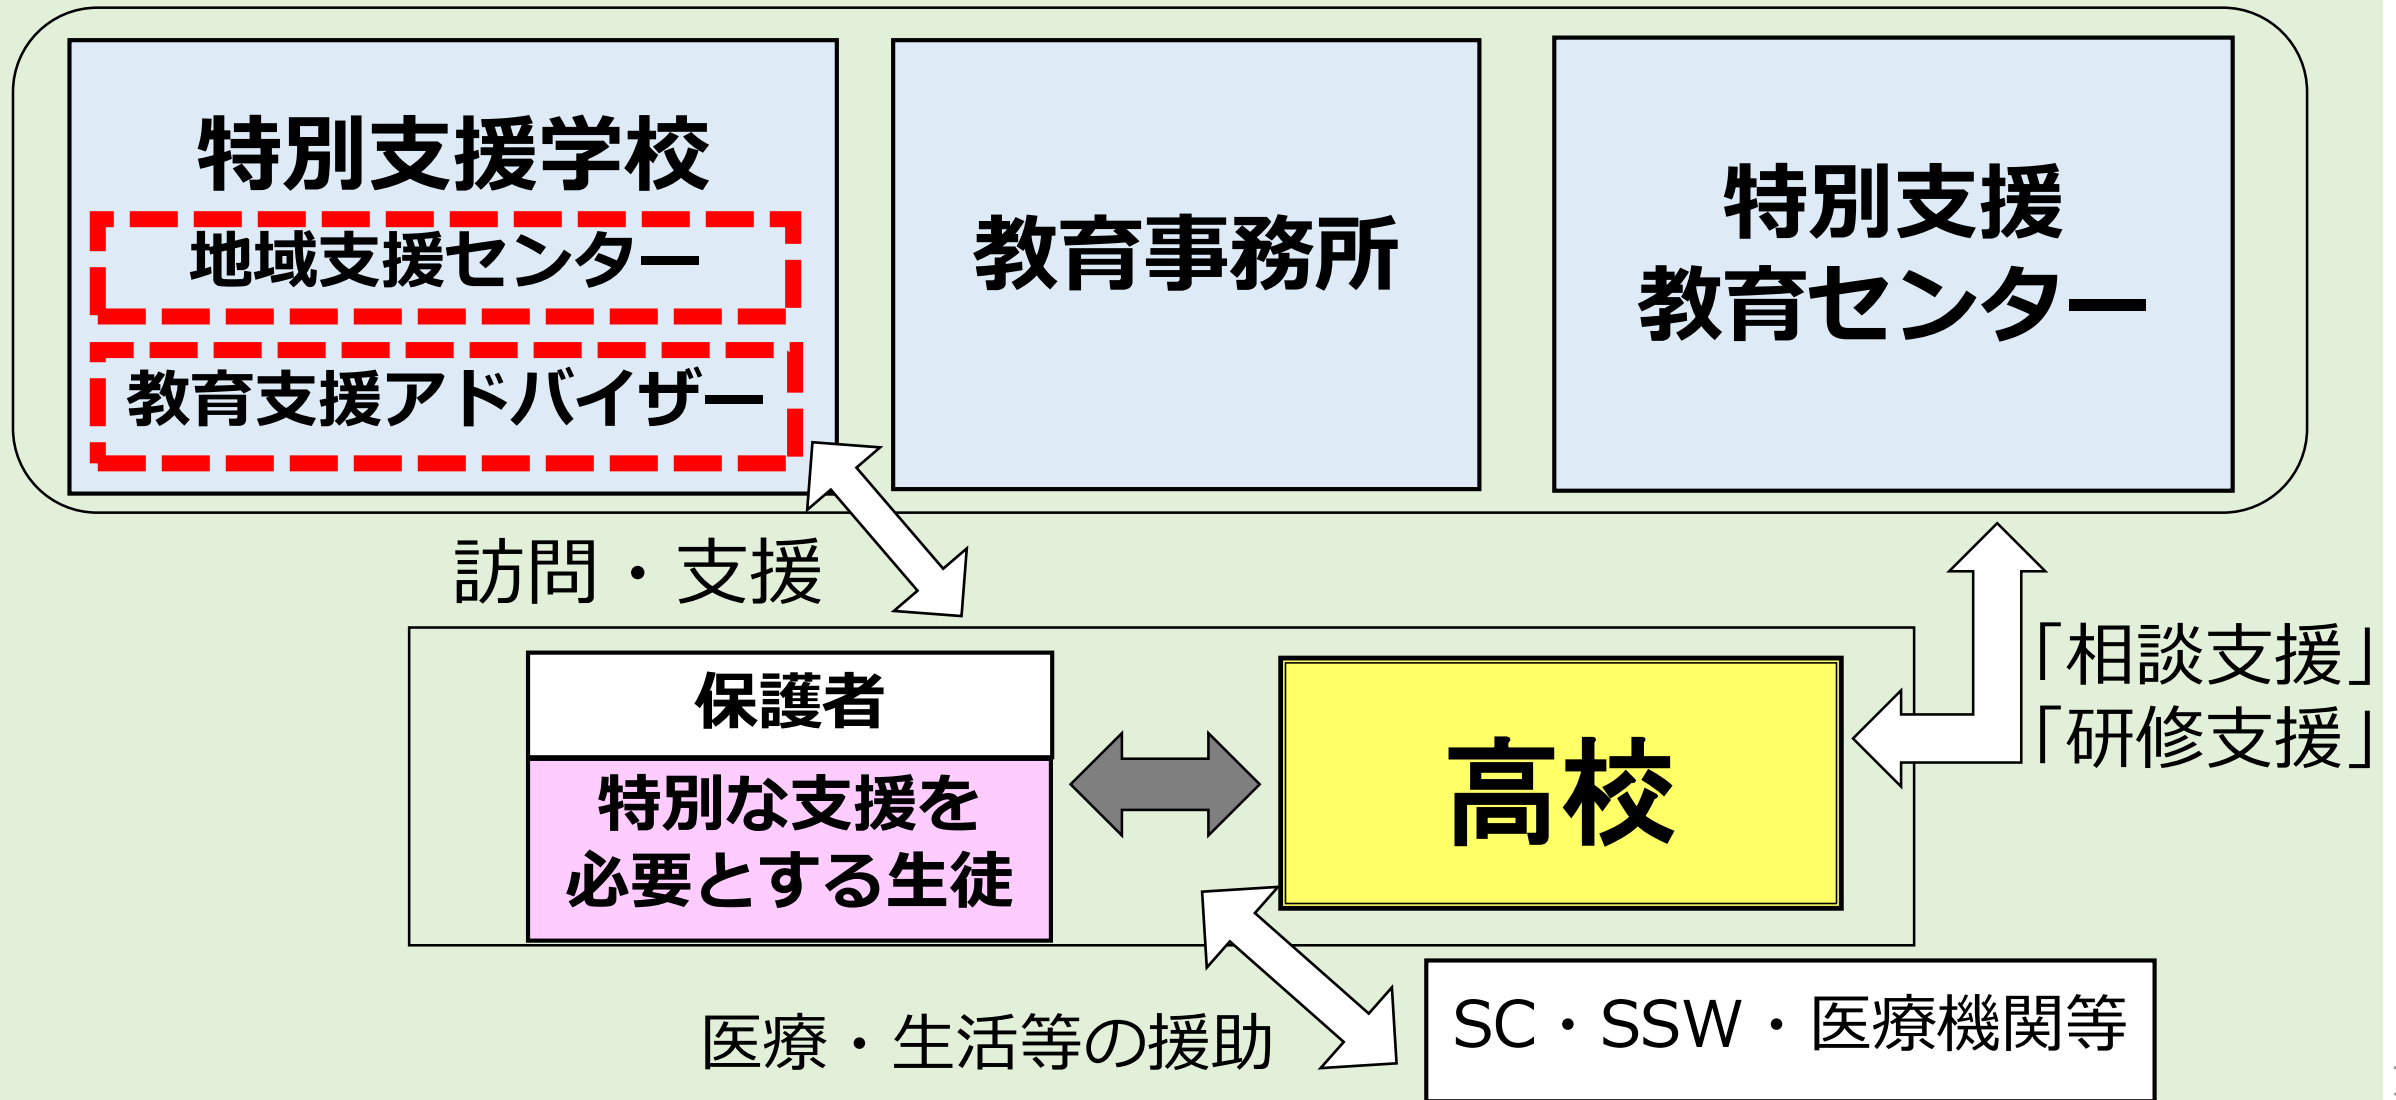 特別支援学校
地域支援センター
教育支援アドバイザー
教育事務所
特別支援
教育センター
訪問・支援
「相談支援」
「研修支援」
保護者
特別な支援を
必要とする生徒
高校
医療・生活等の援助
SC・SSW・医療機関等